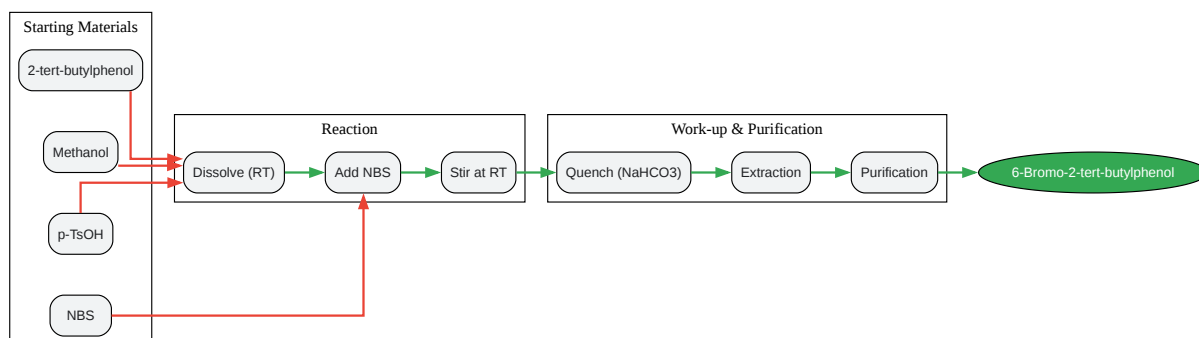 Starting Materials
2-tert-butylphenol
Methanol
p-TsOH
NBS
Reaction
Dissolve (RT)
Add NBS
Stir at RT
Work-up & Purification
Quench (NaHCO3)
Extraction
Purification
6-Bromo-2-tert-butylphenol